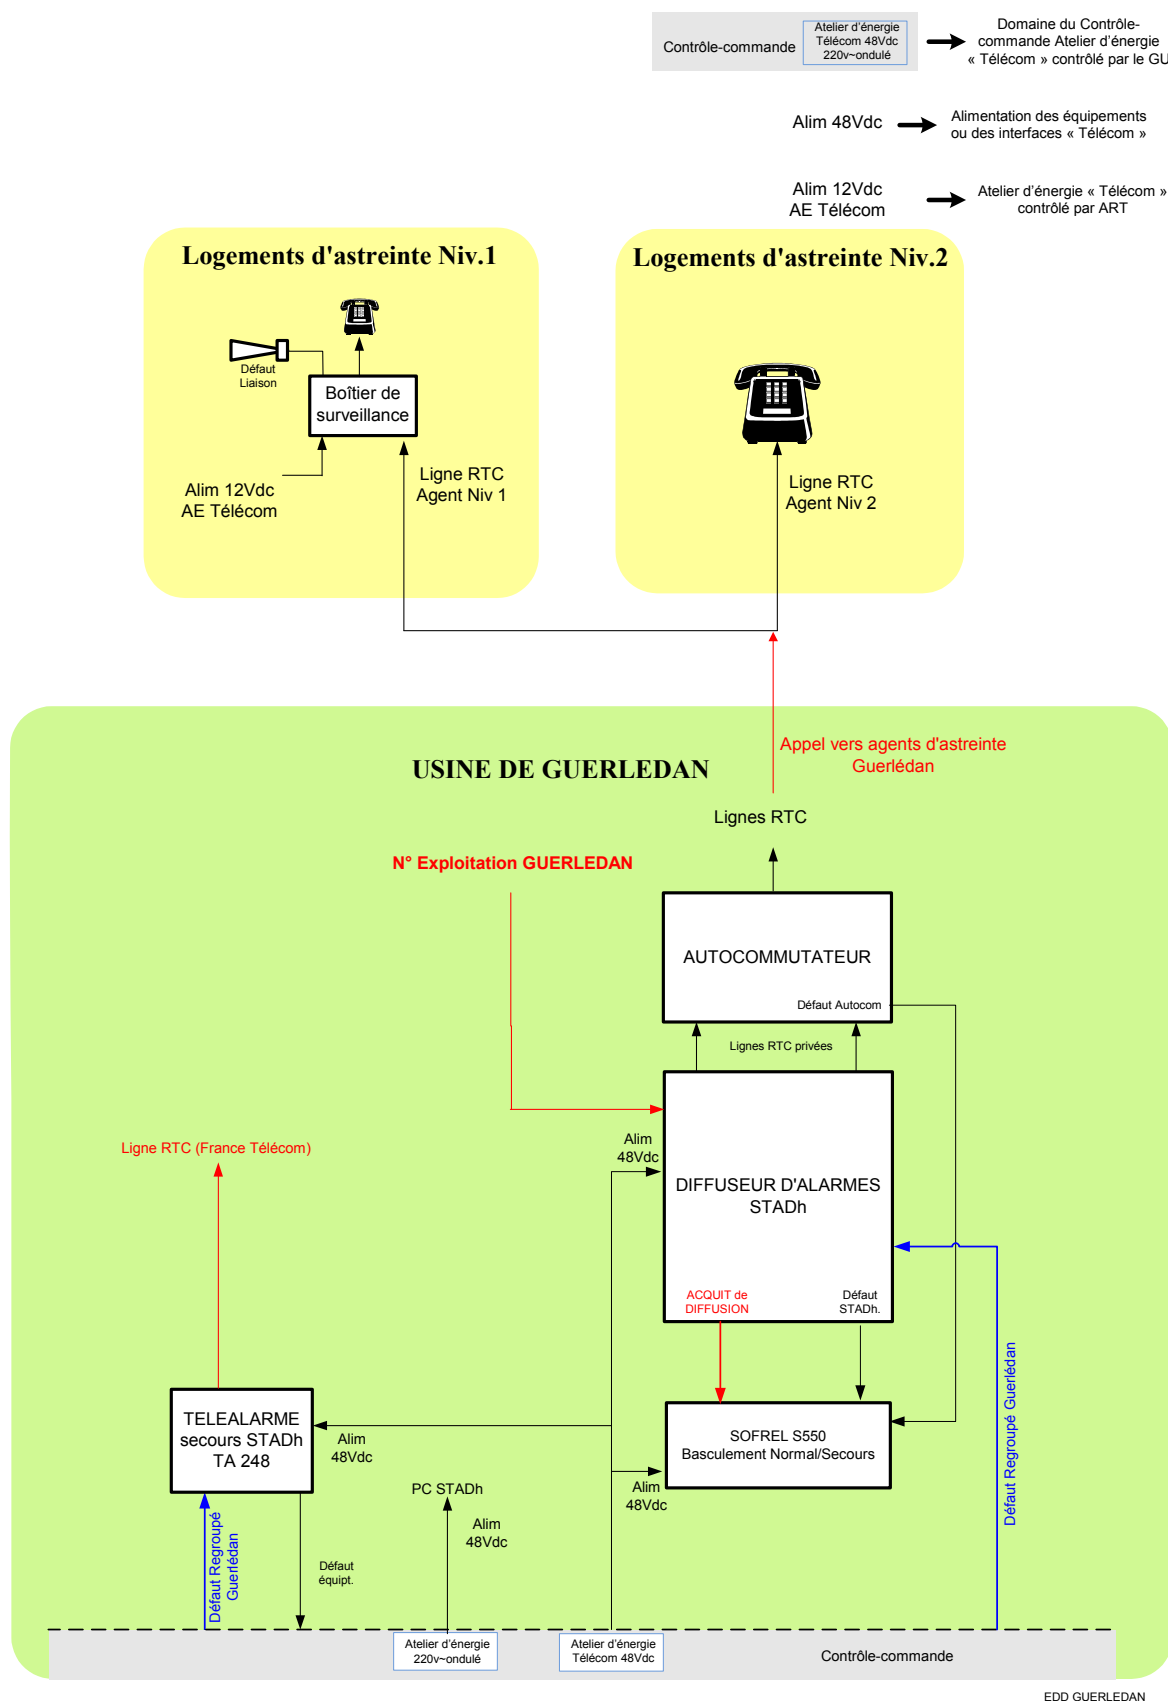 Contrôle-commande
Atelier d'énergie
Télécom 48Vdc
220v~ondulé
Domaine du Contrôle-
commande Atelier d'énergie
« Télécom » contrôlé par le GU
Alim 48Vdc
Alimentation des équipements
ou des interfaces « Télécom »
Alim 12Vdc
AE Télécom
Atelier d'énergie « Télécom »
contrôlé par ART
Logements d'astreinte Niv.1
Logements d'astreinte Niv.2
Défaut
Liaison
Boîtier de
surveillance
Alim 12Vdc
AE Télécom
Ligne RTC
Agent Niv 1
Ligne RTC
Agent Niv 2
Appel vers agents d'astreinte
Guerlédan
USINE DE GUERLEDAN
Lignes RTC
N° Exploitation GUERLEDAN
AUTOCOMMUTATEUR
Défaut Autocom
Lignes RTC privées
Ligne RTC (France Télécom)
Alim
48Vdc
DIFFUSEUR D'ALARMES
STADh
ACQUIT de
DIFFUSION
Défaut
STADh.
Défaut Regroupé Guerlédan
TELEALARME
secours STADh
TA 248
Alim
48Vdc
SOFREL S550
Basculement Normal/Secours
Alim
48Vdc
PC STADh
Alim
48Vdc
Défaut Regroupé
Guerlédan
Défaut
équipt.
Atelier d'énergie
220v~ondulé
Atelier d'énergie
Télécom 48Vdc
Contrôle-commande
EDD GUERLEDAN